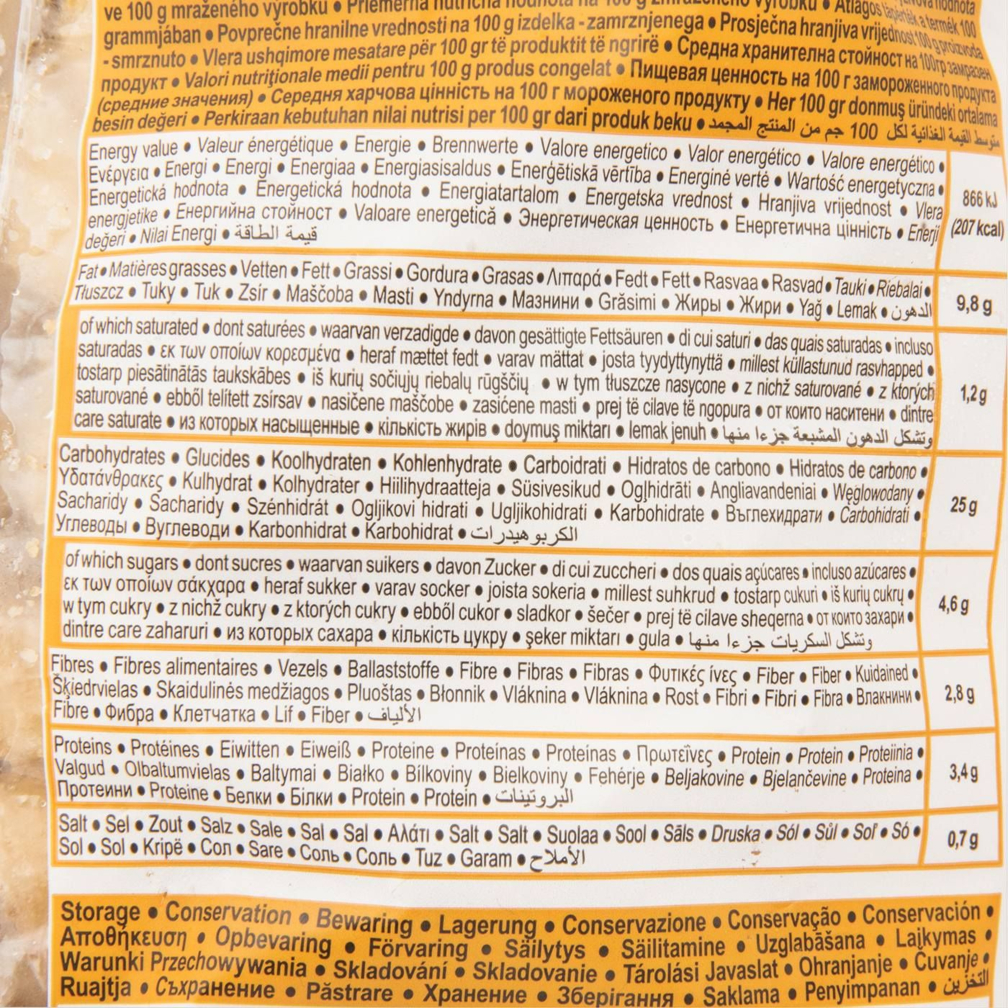 ve 100 g mraženého výrobku •
grammjában • Povprečne hranilne vrednosti na 100 g izdelka - zamrznjenega • Prosječna hranjiva vrijednost 100 g proizvoda
- smrznuto • Vlera ushqimore mesatare për 100 gr të produktit të ngrirë • Средна хранителна стойност на 100гр замразен
продукт • Valori nutriţionale medii pentru 100 g produs congelat • Пищевая ценность на 100 г замороженного продукта
(средние значения) • Середня харчова цінність на 100 г мороженого продукту • Her 100 gr donmuş üründeki ortalama
besin değeri • Perkiraan kebutuhan nilai nutrisi per 100 gr dari produk beku • متوسط القيمة الغذائية لكل 100 جم من المنتج المجمد
Energy value • Valeur énergétique • Energie • Brennwerte • Valore energetico • Valor energético • Valore energético •
Ενέργεια • Energi • Energi • Energiaa • Energiasisaldus • Enerģētiskā vērtība • Energinė vertė • Wartość energetyczna •
Energetická hodnota • Energetická hodnota • Energiatartalom • Energetska vrednost • Hranjiva vrijednost • Vlera
energjetike • Енергийна стойност • Valoare energetică • Энергетическая ценность • Енергетична цінність • Enerji
değeri • Nilai Energi • قيمة الطاقة
866 kJ
(207 kcal)
Fat • Matières grasses • Vetten • Fett • Grassi • Gordura • Grasas • Λιπαρά • Fedt • Fett • Rasvaa • Rasvad • Tauki • Riebalai •
Tłuszcz • Tuky • Tuk • Zsír • Maščoba • Masti • Yndyrna • Мазнини • Grăsimi • Жиры • Жири • Yağ • Lemak • الدهون
9,8 g
of which saturated • dont saturées • waarvan verzadigde • davon gesättigte Fettsäuren • di cui saturi • das quais saturadas • incluso
saturadas • εκ των οποίων κορεσμένα • heraf mættet fedt • varav mättat • josta tyydyttynyttä • millest küllastunud rasvhapped •
tostarp piesātinātās taukskābes • iš kurių sočiųjų riebalų rūgščių • w tym tłuszcze nasycone • z nichž saturované • z ktorých
saturované • ebből telített zsírsav • nasičene maščobe • zasićene masti • prej të cilave të ngopura • от които наситени • dintre
care saturate • из которых насыщенные • кількість жирів • doymuş miktarı • lemak jenuh • وتشكل الدهون المشبعة جزءا منها
1,2 g
Carbohydrates • Glucides • Koolhydraten • Kohlenhydrate • Carboidrati • Hidratos de carbono • Hidratos de carbono •
Υδατάνθρακες • Kulhydrat • Kolhydrater • Hiilihydraatteja • Süsivesikud • Ogļhidrāti • Angliavandeniai • Węglowodany •
Sacharidy • Sacharidy • Szénhidrát • Ogljikovi hidrati • Ugljikohidrati • Karbohidrate • Въглехидрати • Carbohidrati •
Углеводы • Вуглеводи • Karbonhidrat • Karbohidrat • الكربوهيدرات
25 g
of which sugars • dont sucres • waarvan suikers • davon Zucker • di cui zuccheri • dos quais açúcares • incluso azúcares •
εκ των οποίων σάκχαρα • heraf sukker • varav socker • joista sokeria • millest suhkrud • tostarp cukuri • iš kurių cukrų •
w tym cukry • z nichž cukry • z ktorých cukry • ebből cukor • sladkor • šečer • prej të cilave sheqerna • от които захари •
dintre care zaharuri • из которых сахара • кількість цукру • şeker miktarı • gula • وتشكل السكريات جزءا منها
4,6 g
Fibres • Fibres alimentaires • Vezels • Ballaststoffe • Fibre • Fibras • Fibras • Φυτικές ίνες • Fiber • Fiber • Kuidained •
Šķiedrvielas • Skaidulinės medžiagos • Pluoštas • Błonnik • Vláknina • Vláknina • Rost • Fibri • Fibri • Fibra • Влакнини •
Fibre • Фибра • Клетчатка • Lif • Fiber • الألياف
2,8 g
Proteins • Protéines • Eiwitten • Eiweiß • Proteine • Proteínas • Proteínas • Πρωτεΐνες • Protein • Protein • Proteiinia •
Valgud • Olbaltumvielas • Baltymai • Białko • Bílkoviny • Bielkoviny • Fehérje • Beljakovine • Bjelančevine • Proteina •
Протеини • Proteine • Белки • Білки • Protein • Protein • البروتينات
3,4 g
Salt • Sel • Zout • Salz • Sale • Sal • Sal • Αλάτι • Salt • Salt • Suolaa • Sool • Sāls • Druska • Sól • Sůl • Soľ • Só •
Sol • Sol • Kripë • Сол • Sare • Соль • Соль • Tuz • Garam • الأملاح
0,7 g
Storage • Conservation • Bewaring • Lagerung • Conservazione • Conservação • Conservación •
Αποθήκευση • Opbevaring • Förvaring • Säilytys • Säilitamine • Uzglabāšana • Laikymas •
Warunki Przechowywania • Skladování • Skladovanie • Tárolási Javaslat • Ohranjanje • Čuvanje •
Ruajtja • Съхранение • Păstrare • Хранение • Зберігання • Saklama • Penyimpanan • التخزين